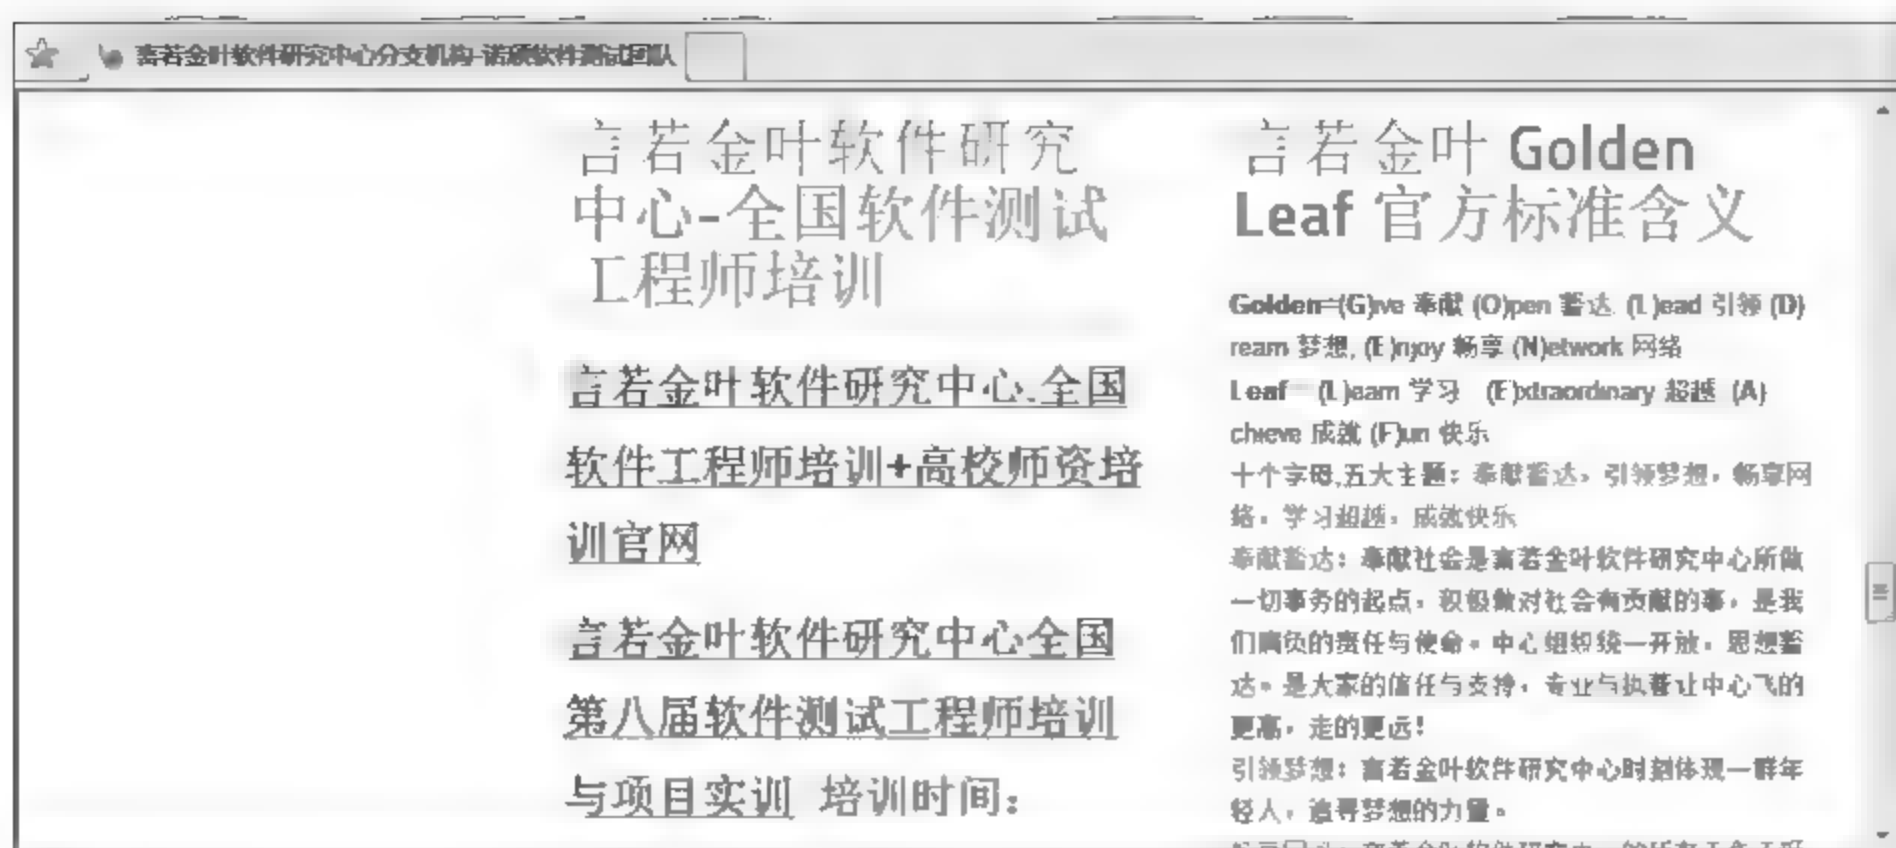 言若金叶软件研究中心分支机构-诺颀软件测试团队
言若金叶软件研究
中心-全国软件测试
工程师培训
言若金叶软件研究中心.全国
软件工程师培训+高校师资培
训官网
言若金叶软件研究中心全国
第八届软件测试工程师培训
与项目实训 培训时间：
言若金叶 Golden
Leaf 官方标准含义
Golden=(G)ive 奉献 (O)pen 豁达 (L)ead 引领 (D)
ream 梦想, (E)njoy 畅享 (N)etwork 网络
Leaf= (L)earn 学习 (E)xtraordinary 超越 (A)
chieve 成就 (F)un 快乐
十个字母,五大主题：奉献豁达，引领梦想，畅享网
络，学习超越，成就快乐
奉献豁达：奉献社会是言若金叶软件研究中心所做
一切事务的起点，积极做对社会有贡献的事，是我
们肩负的责任与使命。中心组织统一开放，思想豁
达。是大家的信任与支持，专业与执着让中心飞的
更高，走的更远！
引领梦想：言若金叶软件研究中心时刻体现一群年
轻人，追寻梦想的力量。